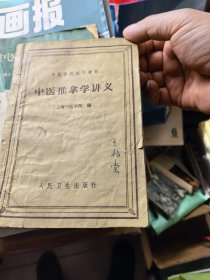 画报
中医学院试用教材
中医推拿学讲义
上海中医学院 编
人民卫生出版社